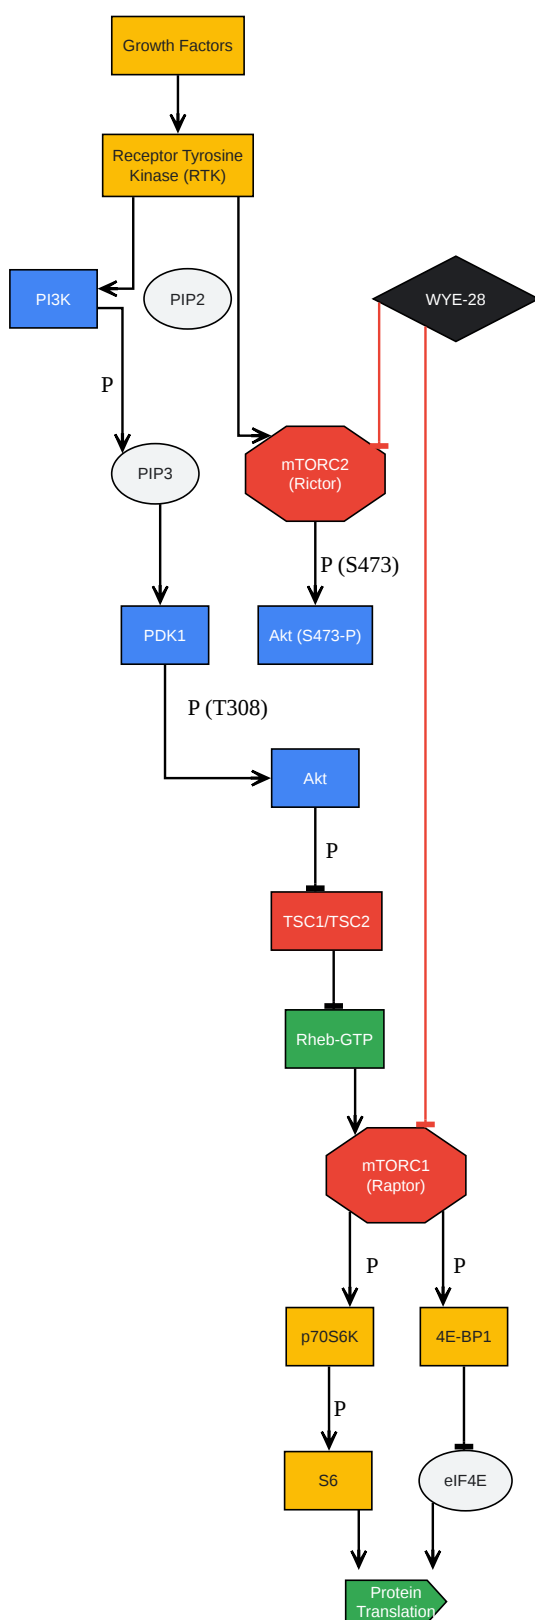 Growth Factors
Receptor Tyrosine
Kinase (RTK)
PI3K
PIP2
WYE-28
P
PIP3
mTORC2
(Rictor)
P (S473)
PDK1
Akt (S473-P)
P (T308)
Akt
P
TSC1/TSC2
Rheb-GTP
mTORC1
(Raptor)
P
P
p70S6K
4E-BP1
P
S6
eIF4E
Protein
Translation